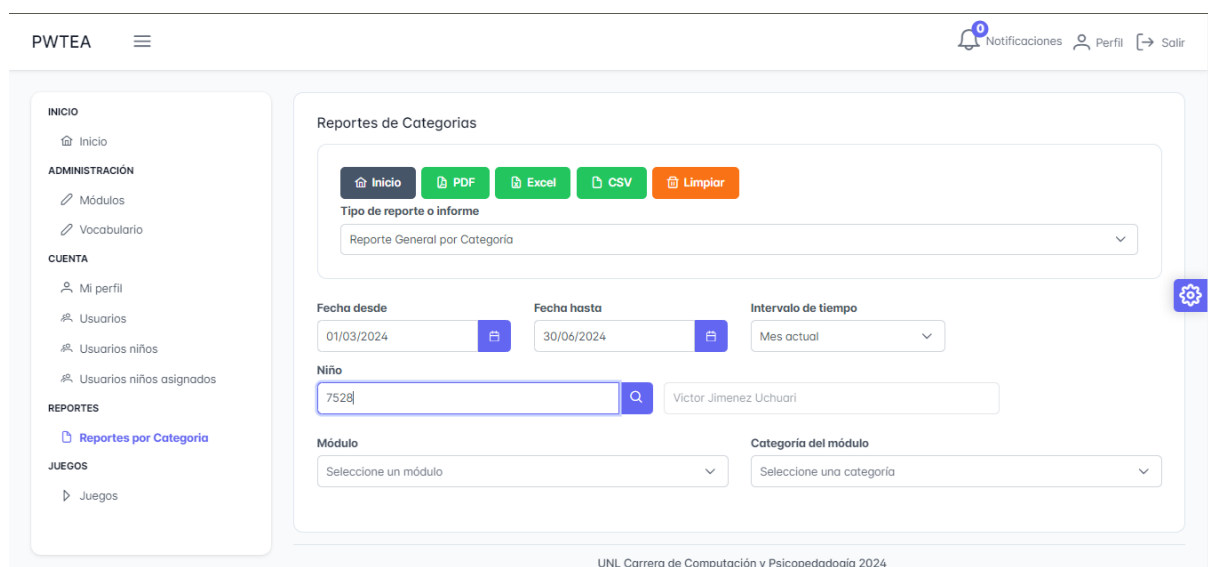 PWTEA
0
Notificaciones Perfil Salir
INICIO
Inicio
ADMINISTRACIÓN
Módulos
Vocabulario
CUENTA
Mi perfil
Usuarios
Usuarios niños
Usuarios niños asignados
REPORTES
Reportes por Categoria
JUEGOS
Juegos
Reportes de Categorias
Inicio PDF Excel CSV Limpiar
Tipo de reporte o informe
Reporte General por Categoría
Fecha desde Fecha hasta Intervalo de tiempo
01/03/2024 30/06/2024 Mes actual
Niño
7528 Victor Jimenez Uchuari
Módulo Categoría del módulo
Seleccione un módulo Seleccione una categoría
UNL Carrera de Computación y Psicopedadogía 2024